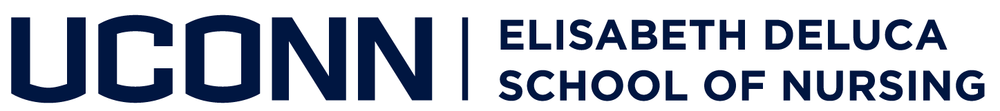 UCONN
ELISABETH DELUCA
SCHOOL OF NURSING